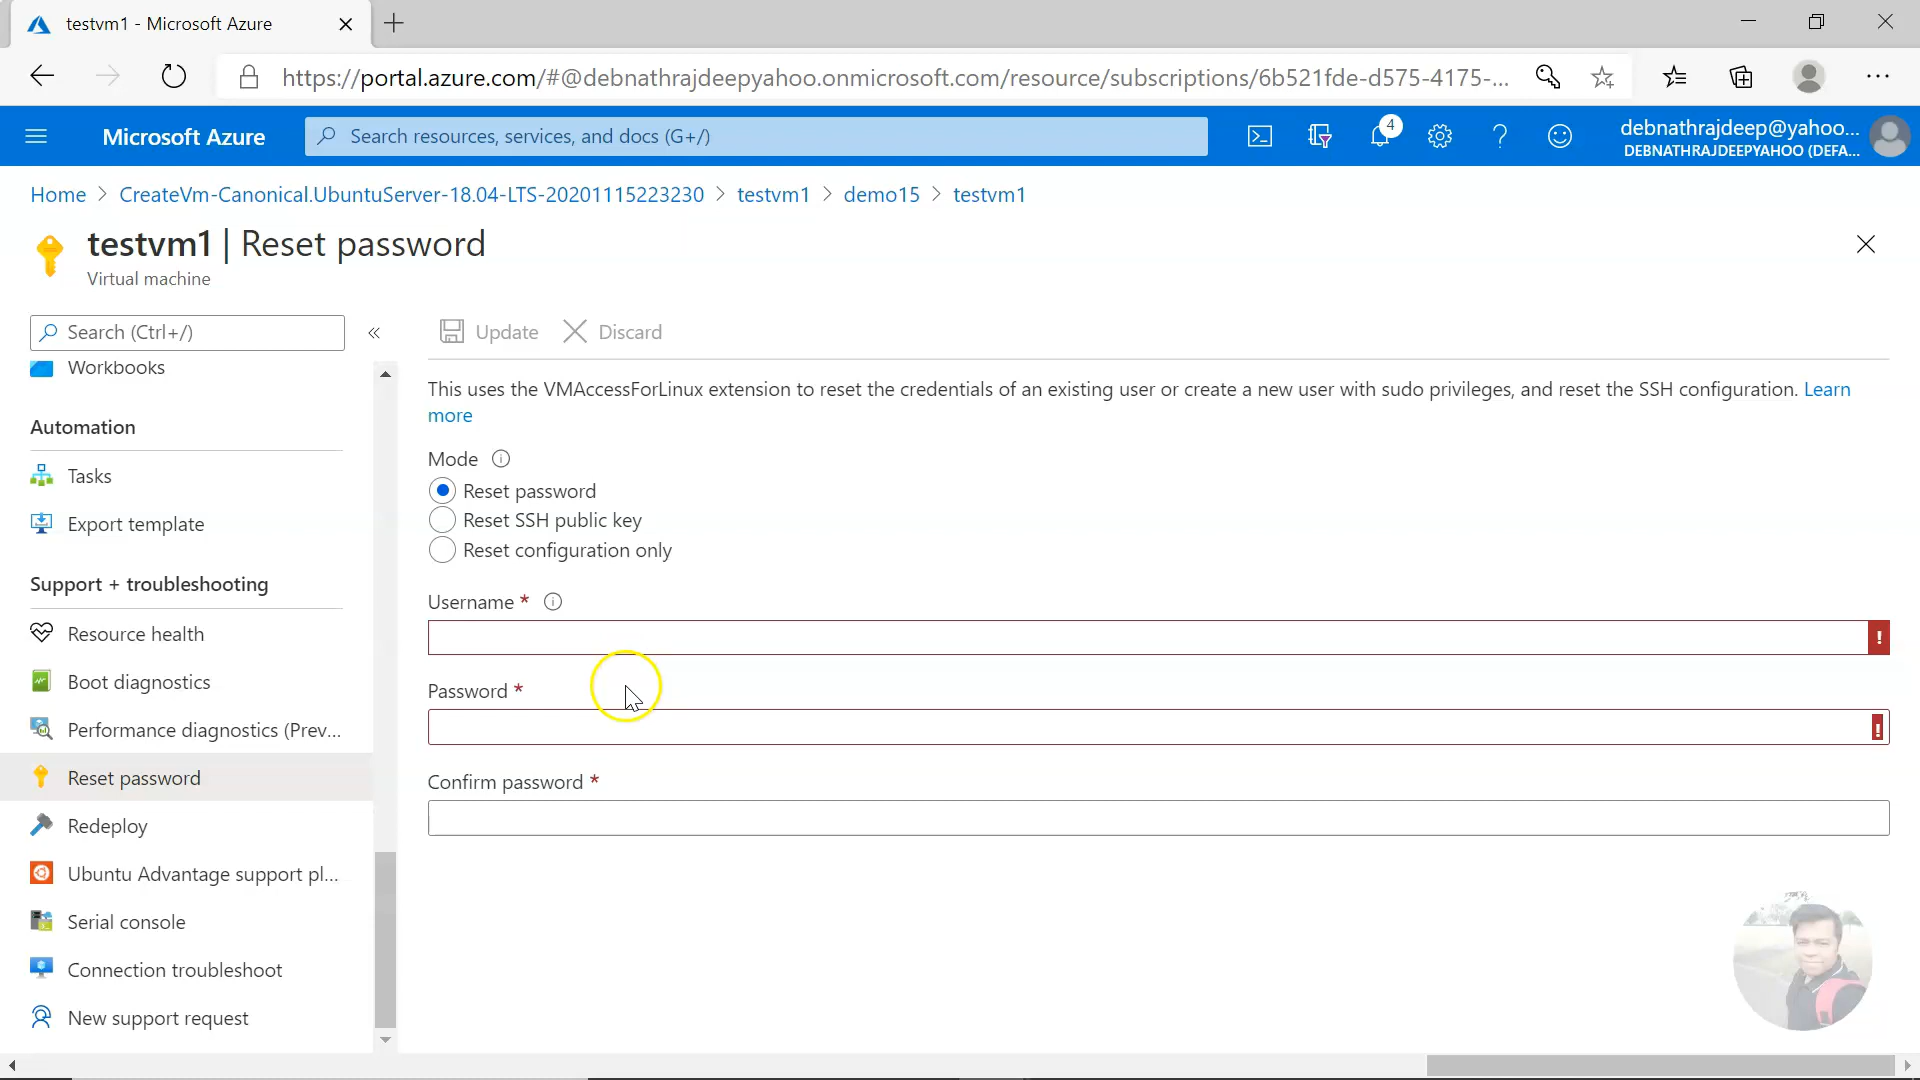 testvm1 - Microsoft Azure
https://portal.azure.com/#@debnathrajdeepyahoo.onmicrosoft.com/resource/subscriptions/6b521fde-d575-4175-...
Microsoft Azure
Search resources, services, and docs (G+/)
4
debnathrajdeep@yahoo...
DEBNATHRAJDEEPYAHOO (DEFA...
Home > CreateVm-Canonical.UbuntuServer-18.04-LTS-20201115223230 > testvm1 > demo15 > testvm1
testvm1 | Reset password
Virtual machine
Search (Ctrl+/)
«
Workbooks
Automation
Tasks
Export template
Support + troubleshooting
Resource health
Boot diagnostics
Performance diagnostics (Prev...
Reset password
Redeploy
Ubuntu Advantage support pl...
Serial console
Connection troubleshoot
New support request
Update
Discard
This uses the VMAccessForLinux extension to reset the credentials of an existing user or create a new user with sudo privileges, and reset the SSH configuration. Learn
more
Mode
Reset password
Reset SSH public key
Reset configuration only
Username *
Password *
Confirm password *